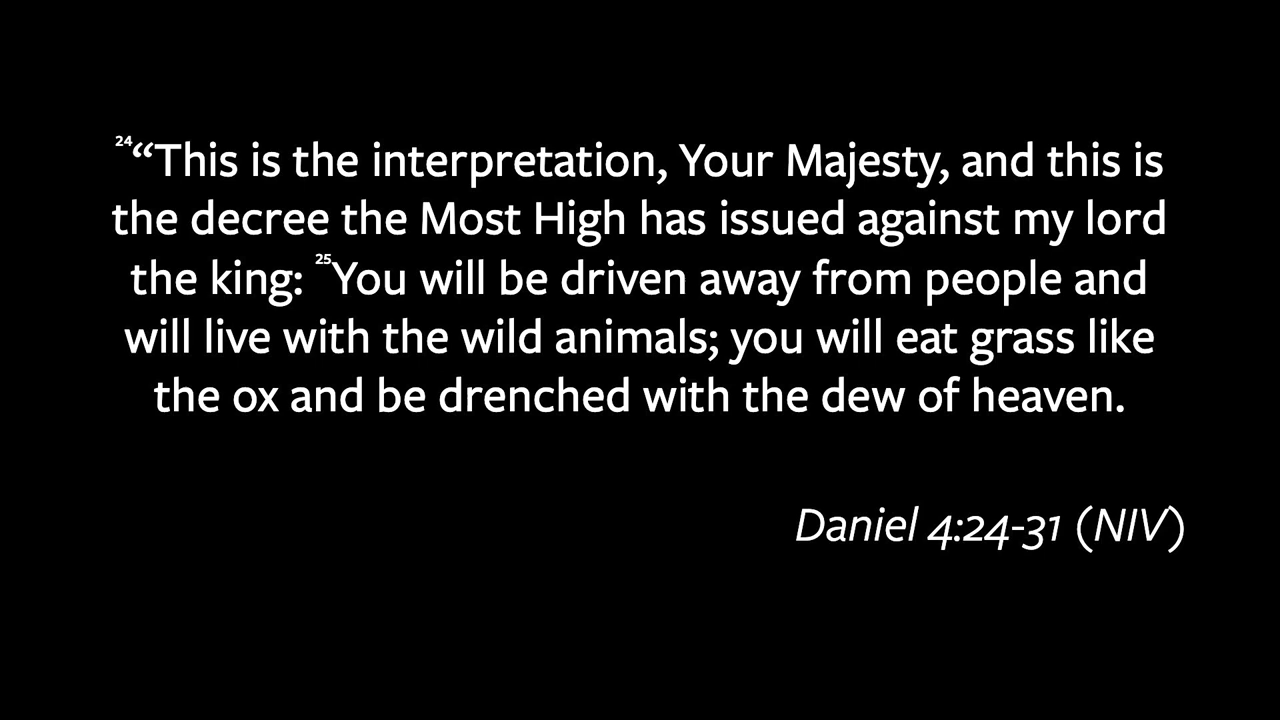 24“This is the interpretation, Your Majesty, and this is
the decree the Most High has issued against my lord
the king: 25You will be driven away from people and
will live with the wild animals; you will eat grass like
the ox and be drenched with the dew of heaven.
Daniel 4:24-31 (NIV)